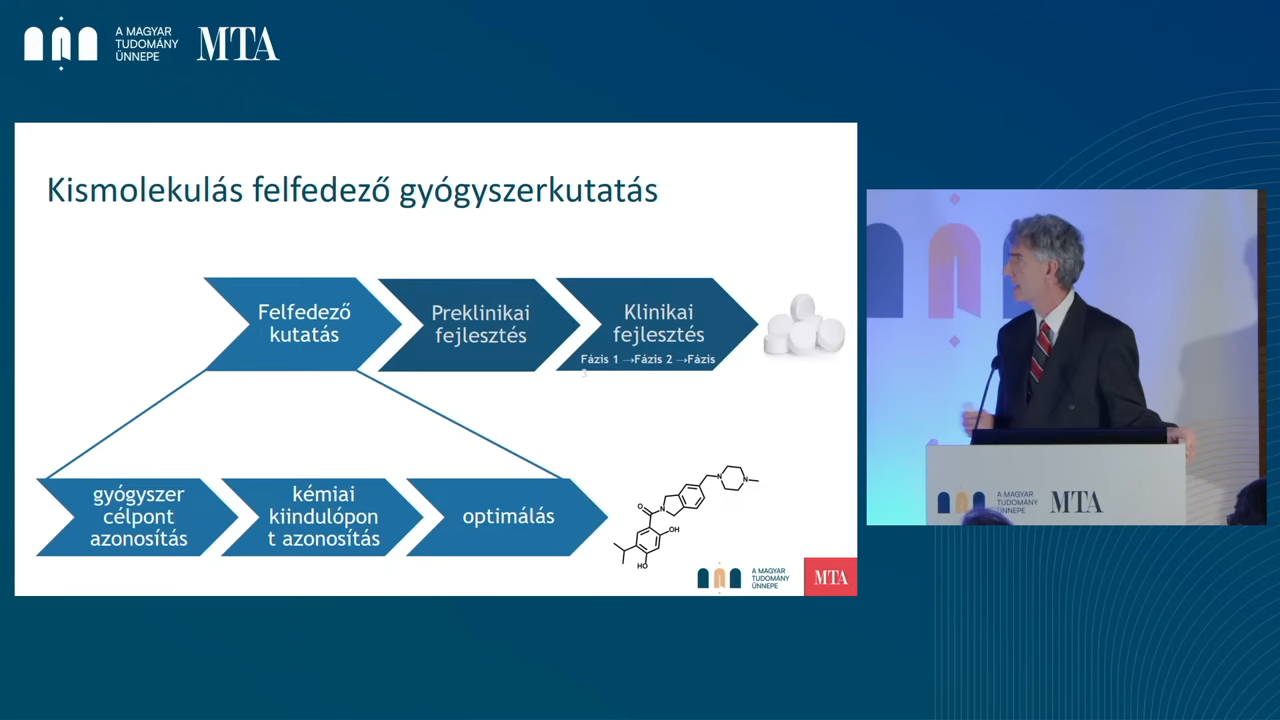 A MAGYAR
TUDOMÁNY
ÜNNEPE
MTA
Kismolekulás felfedező gyógyszerkutatás
Felfedező
kutatás
Preklinikai
fejlesztés
Klinikai
fejlesztés
Fázis 1 →Fázis 2 →Fázis
3
gyógyszer
célpont
azonosítás
kémiai
kiindulópon
t azonosítás
optimálás
N
N
O
N
OH
HO
A MAGYAR
TUDOMÁNY
ÜNNEPE
MTA
A MAGYAR
TUDOMÁNY
ÜNNEPE
MTA